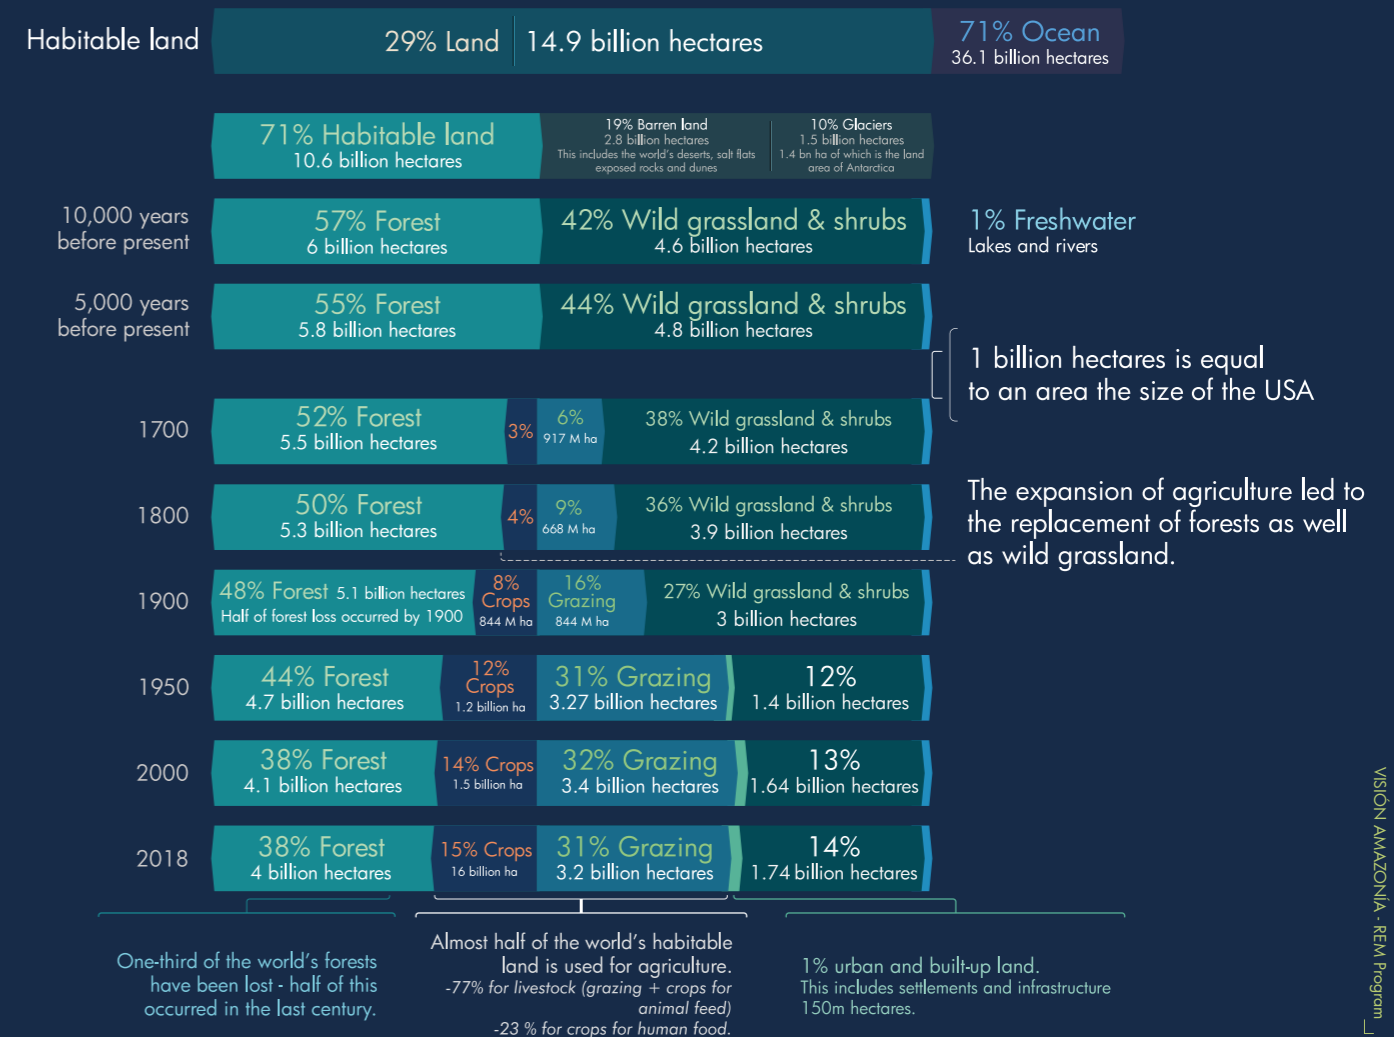 Habitable land
29% Land
14.9 billion hectares
71% Ocean
36.1 billion hectares
71% Habitable land
10.6 billion hectares
19% Barren land
2.8 billion hectares
This includes the world's deserts, salt flats
exposed rocks and dunes
10% Glaciers
1.5 billion hectares
1.4 bn ha of which is the land
area of Antarctica
10,000 years
before present
57% Forest
6 billion hectares
42% Wild grassland & shrubs
4.6 billion hectares
1% Freshwater
Lakes and rivers
5,000 years
before present
55% Forest
5.8 billion hectares
44% Wild grassland & shrubs
4.8 billion hectares
1 billion hectares is equal
to an area the size of the USA
1700
52% Forest
5.5 billion hectares
3%
6%
917 M ha
38% Wild grassland & shrubs
4.2 billion hectares
1800
50% Forest
5.3 billion hectares
4%
9%
668 M ha
36% Wild grassland & shrubs
3.9 billion hectares
The expansion of agriculture led to
the replacement of forests as well
as wild grassland.
1900
48% Forest 5.1 billion hectares
Half of forest loss occurred by 1900
8%
Crops
844 M ha
16%
Grazing
844 M ha
27% Wild grassland & shrubs
3 billion hectares
1950
44% Forest
4.7 billion hectares
12%
Crops
1.2 billion ha
31% Grazing
3.27 billion hectares
12%
1.4 billion hectares
2000
38% Forest
4.1 billion hectares
14% Crops
1.5 billion ha
32% Grazing
3.4 billion hectares
13%
1.64 billion hectares
2018
38% Forest
4 billion hectares
15% Crops
16 billion ha
31% Grazing
3.2 billion hectares
14%
1.74 billion hectares
One-third of the world's forests
have been lost - half of this
occurred in the last century.
Almost half of the world's habitable
land is used for agriculture.
-77% for livestock (grazing + crops for
animal feed)
-23 % for crops for human food.
1% urban and built-up land.
This includes settlements and infrastructure
150m hectares.
VISIÓN AMAZONÍA - REM Program